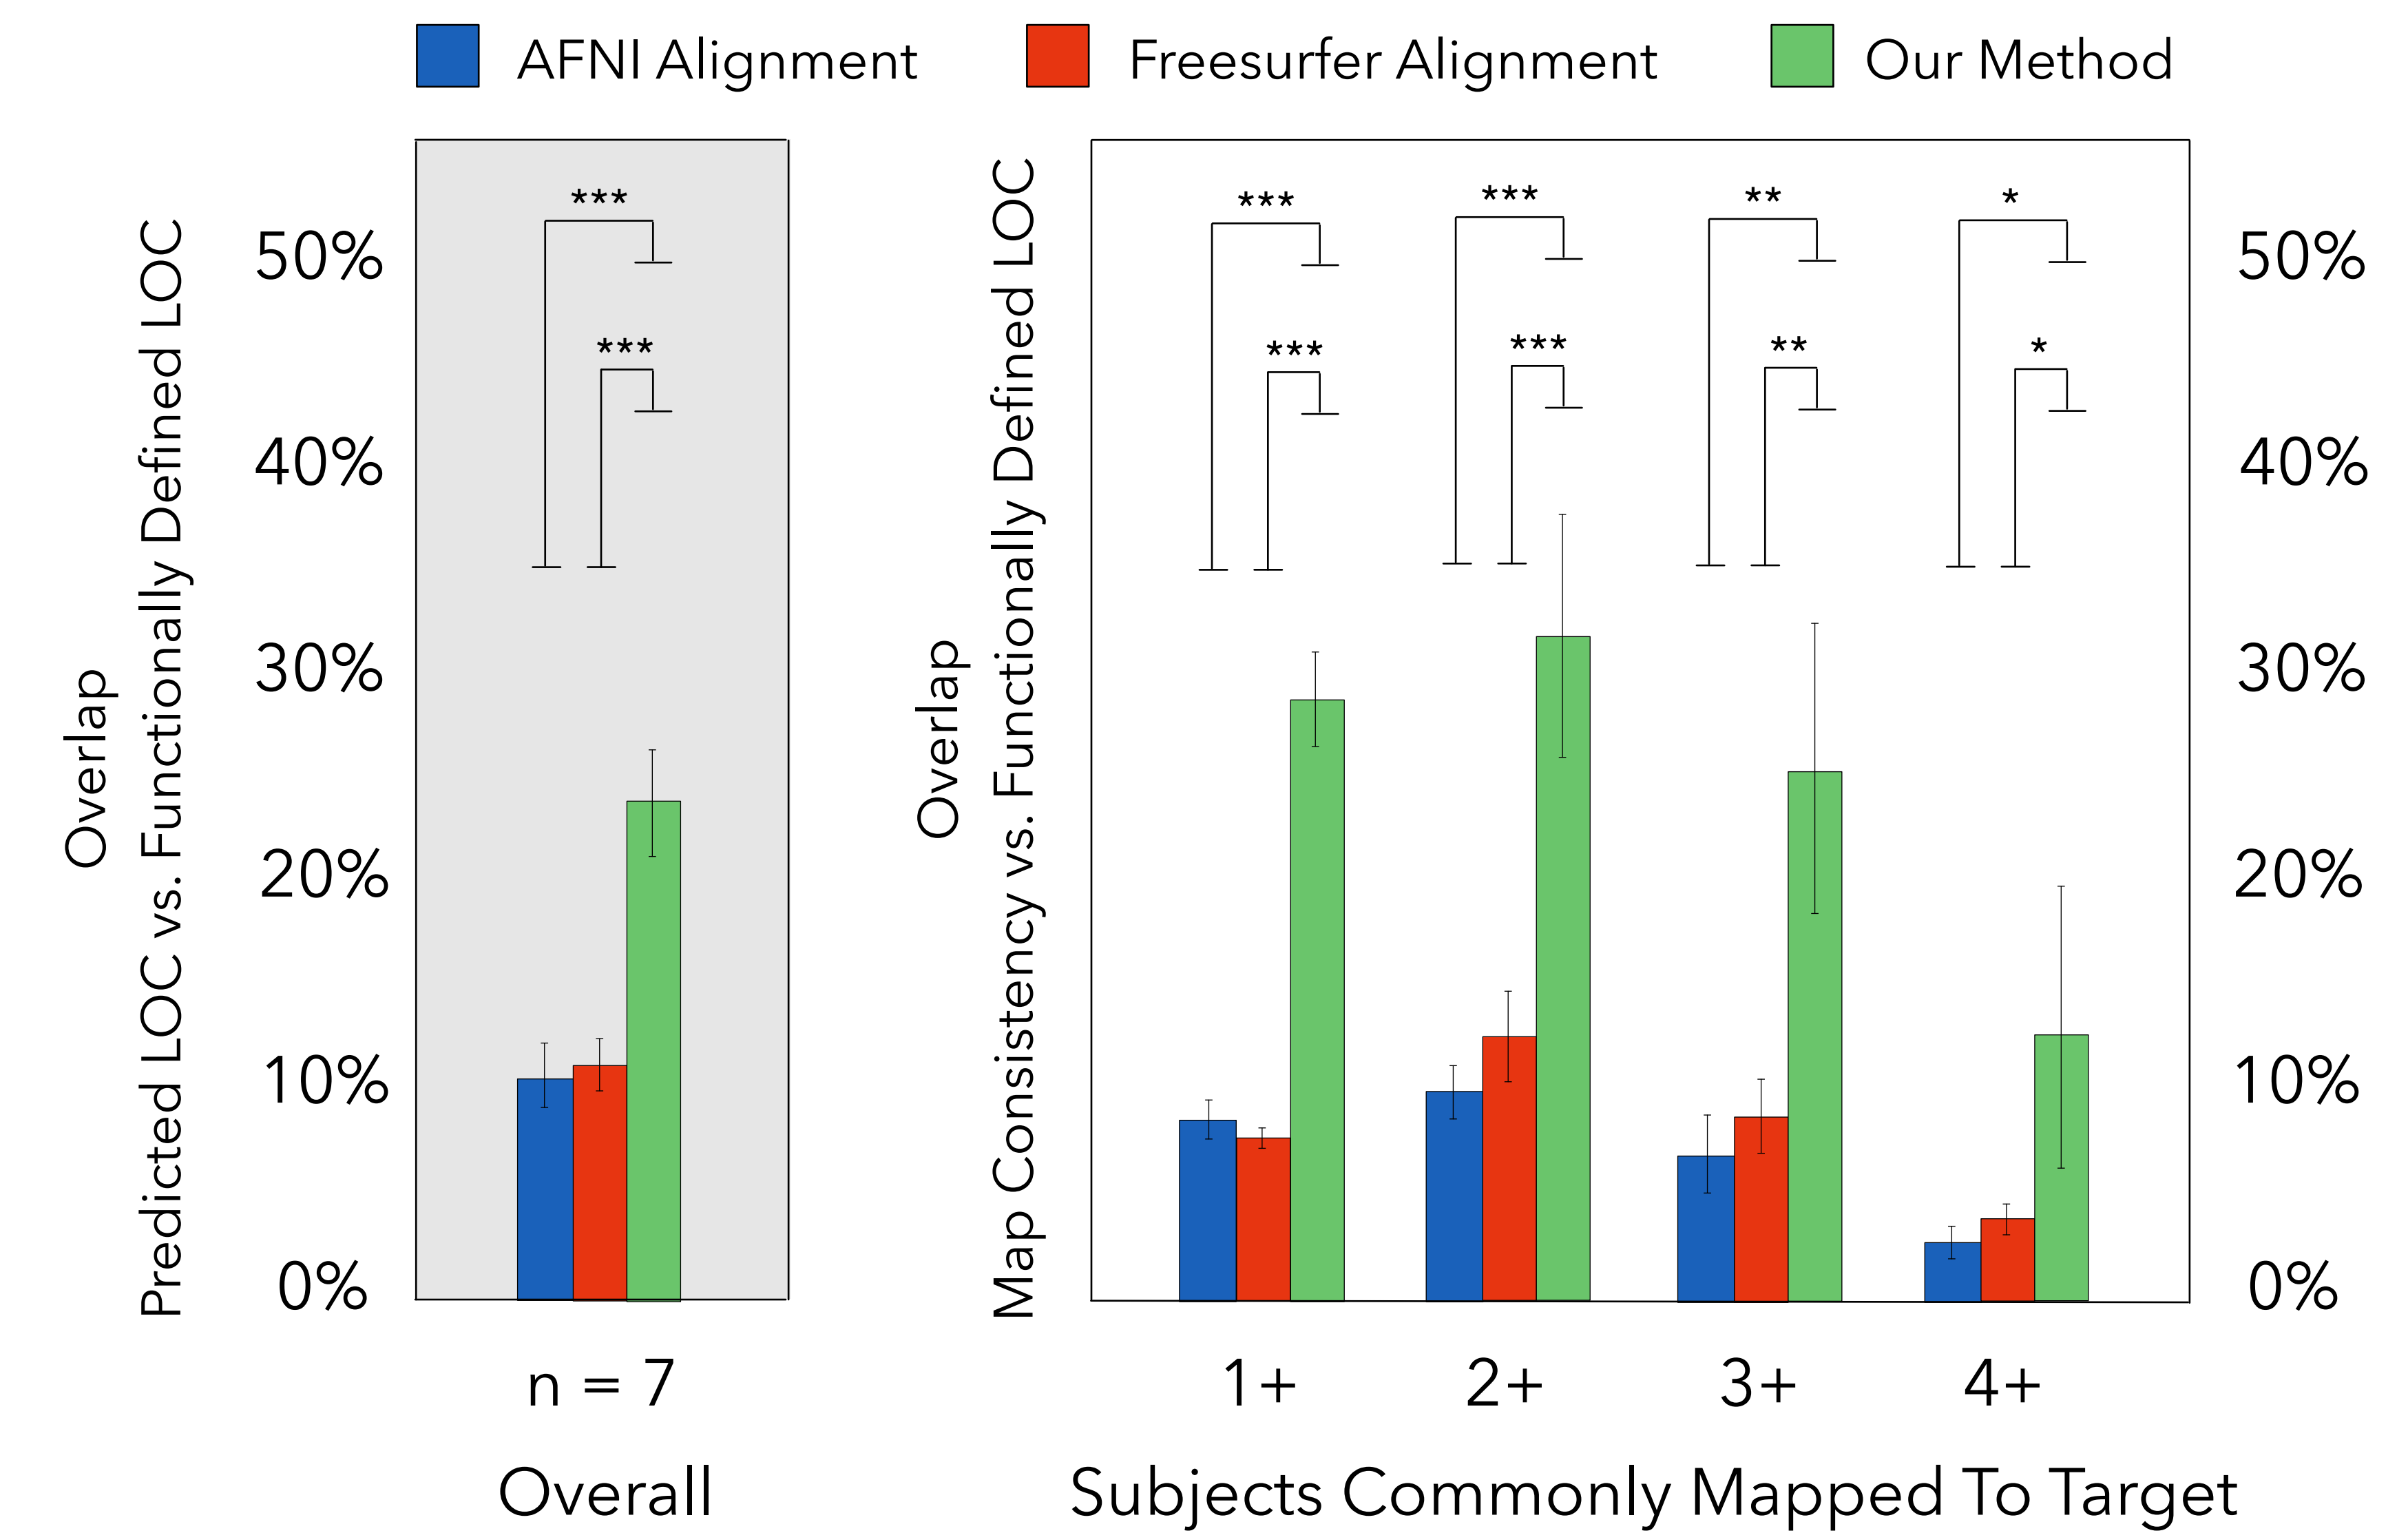 AFNI Alignment
Freesurfer Alignment
Our Method
Overlap
Predicted LOC vs. Functionally Defined LOC
50%
40%
30%
20%
10%
0%
***
***
n = 7
Overall
Overlap
Map Consistency vs. Functionally Defined LOC
***
***
**
*
***
***
**
*
50%
40%
30%
20%
10%
0%
1+
2+
3+
4+
Subjects Commonly Mapped To Target